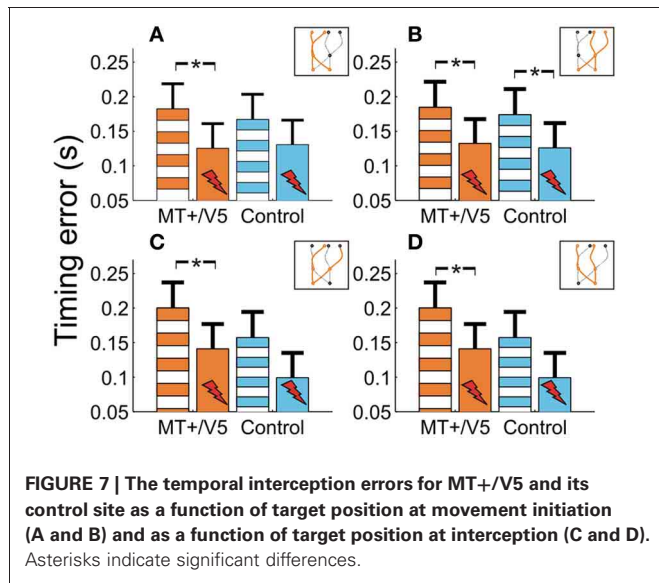 A
B
*
*
*
0.25
0.2
0.15
0.1
0.05
0.25
0.2
0.15
0.1
0.05
MT+/V5 Control
MT+/V5 Control
Timing error (s)
C
D
*
*
0.25
0.2
0.15
0.1
0.05
0.25
0.2
0.15
0.1
0.05
MT+/V5 Control
MT+/V5 Control
FIGURE 7 | The temporal interception errors for MT+/V5 and its
control site as a function of target position at movement initiation
(A and B) and as a function of target position at interception (C and D).
Asterisks indicate significant differences.